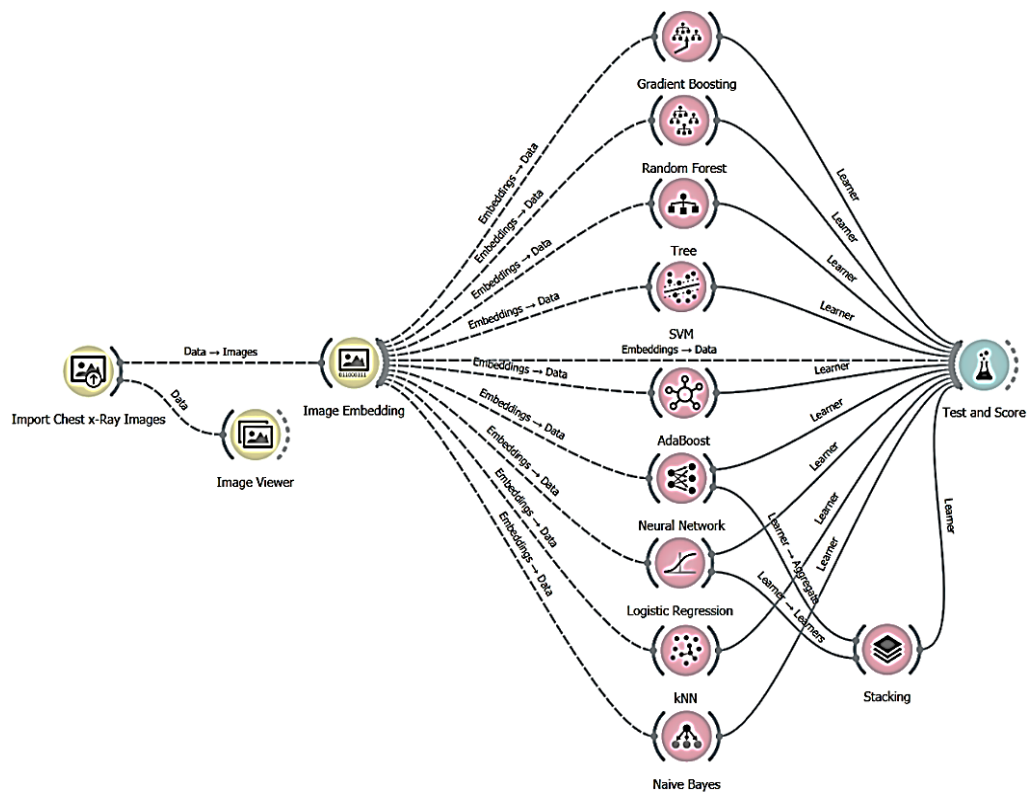 Gradient Boosting
Embeddings → Data
Learner
Random Forest
Embeddings → Data
Learner
Embeddings → Data
Learner
Tree
Embeddings → Data
Learner
SVM
Data → Images
Embeddings → Data
Embeddings → Data
Learner
Import Chest x-Ray Images
Data
Image Embedding
Test and Score
Embeddings → Data
Learner
AdaBoost
Image Viewer
Embeddings → Data
Learner
Neural Network
Embeddings → Data
Learner
Learner → Aggregate
Learner
Embeddings → Data
Learner
Learner → Learners
Logistic Regression
kNN
Stacking
Naive Bayes